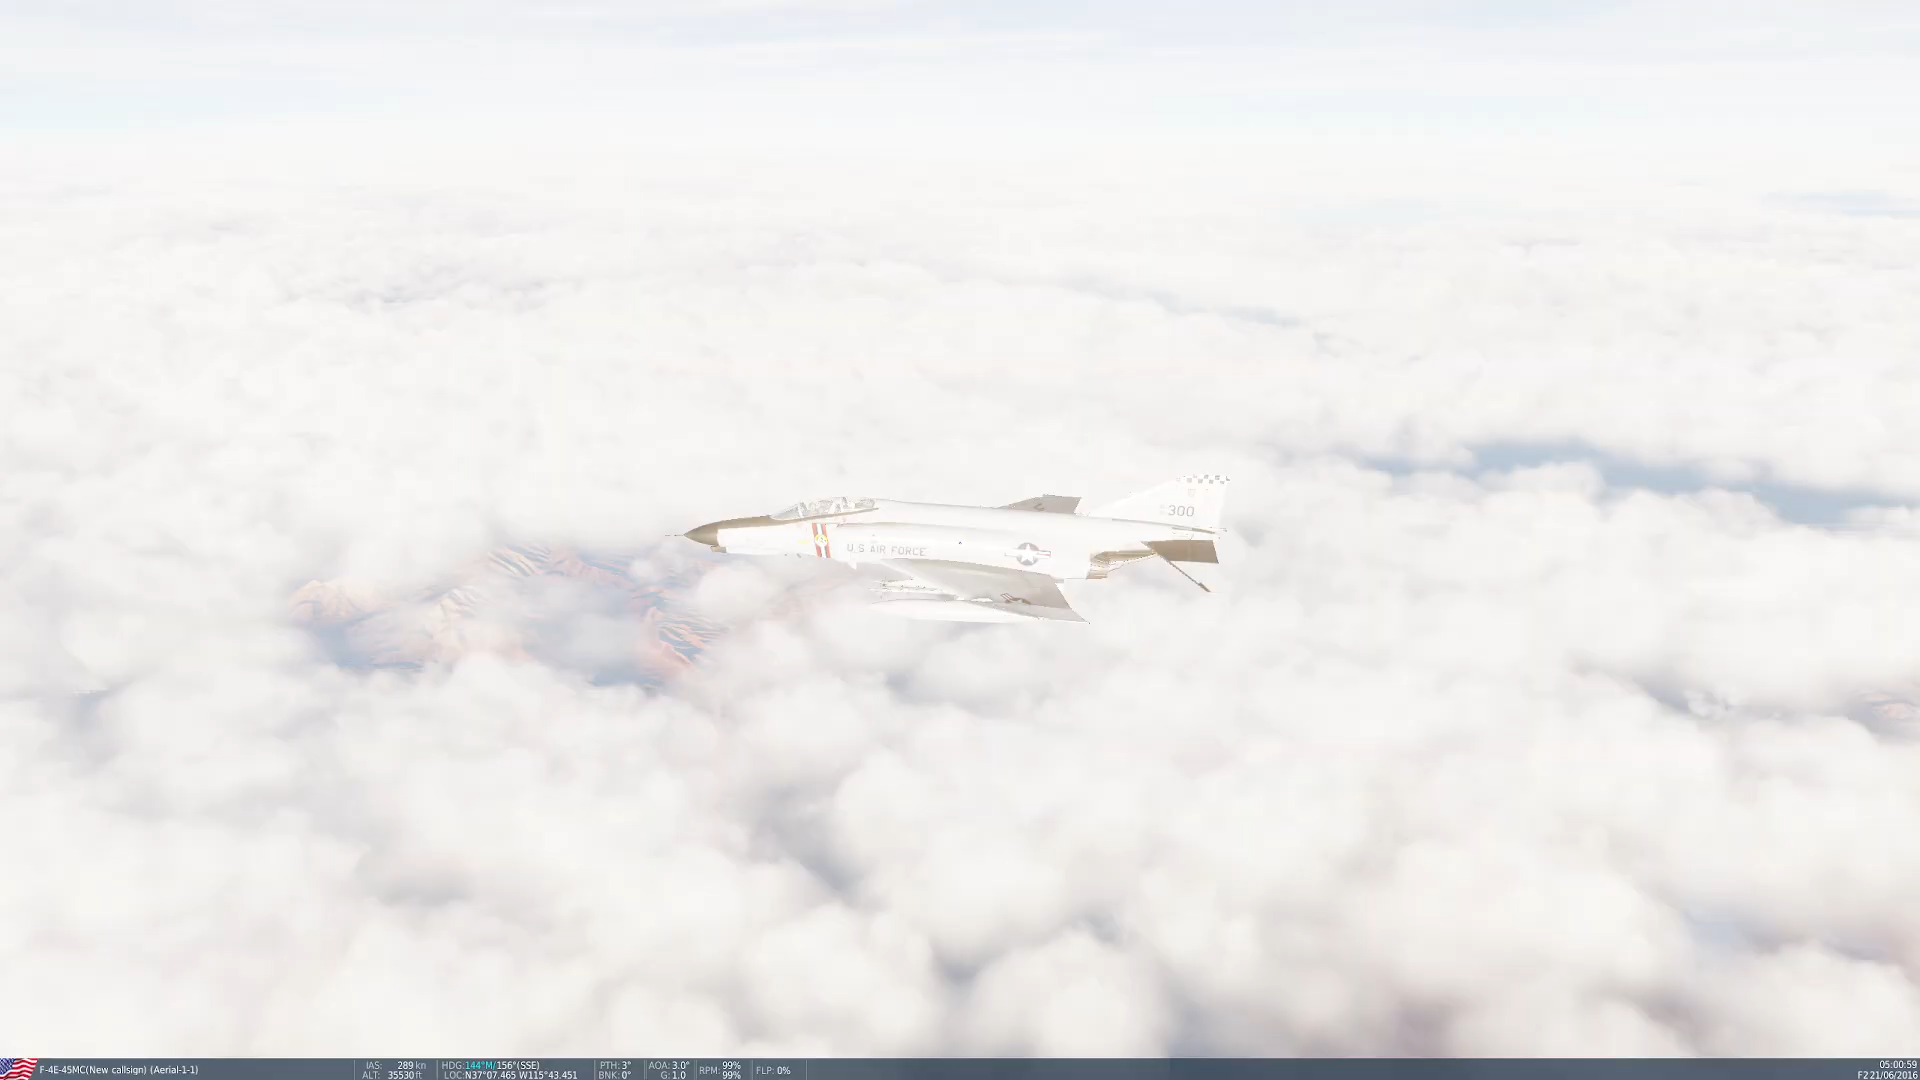 300
U.S. AIR FORCE
F-4E-45MC(New callsign) (Aerial-1-1)
IAS: 289 kn
ALT: 35530 ft
HDG:144°M/156°(SSE)
LOC:N37°07.465 W115°43.451
PTH: 3°
BNK: 0°
AOA: 3.0°
G: 1.0
RPM: 99%
99%
FLP: 0%
05:00:59
F2 21/06/2016